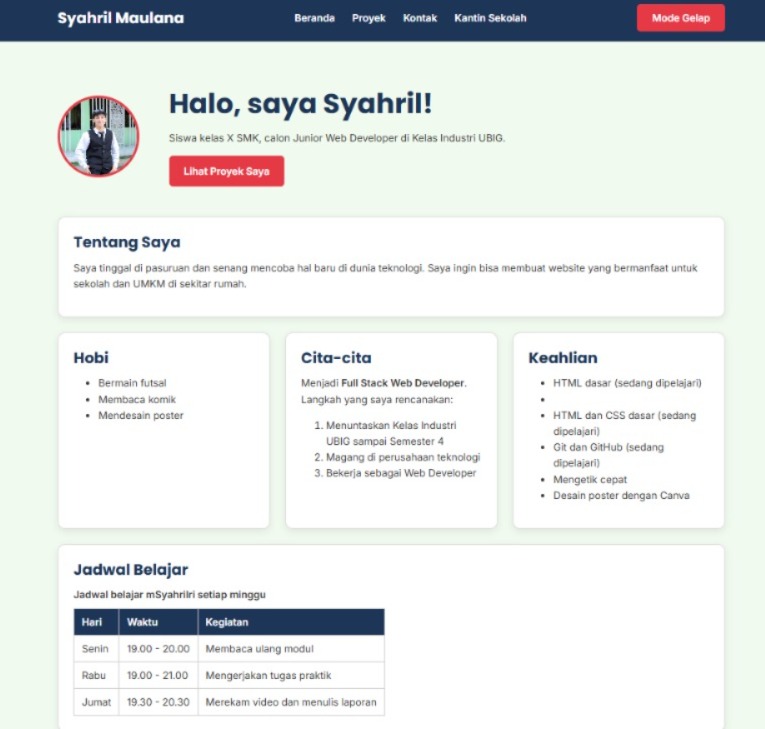 Syahril Maulana
Beranda Proyek Kontak Kantin Sekolah
Mode Gelap
Halo, saya Syahril!
Siswa kelas X SMK, calon Junior Web Developer di Kelas Industri UBIG.
Lihat Proyek Saya
Tentang Saya
Saya tinggal di pasuruan dan senang mencoba hal baru di dunia teknologi. Saya ingin bisa membuat website yang bermanfaat untuk
sekolah dan UMKM di sekitar rumah.
Hobi
Bermain futsal
Membaca komik
Mendesain poster
Cita-cita
Menjadi Full Stack Web Developer.
Langkah yang saya rencanakan:
1. Menuntaskan Kelas Industri
UBIG sampai Semester 4
2. Magang di perusahaan teknologi
3. Bekerja sebagai Web Developer
Keahlian
HTML dasar (sedang dipelajari)
HTML dan CSS dasar (sedang
dipelajari)
Git dan GitHub (sedang
dipelajari)
Mengetik cepat
Desain poster dengan Canva
Jadwal Belajar
Jadwal belajar mSyahrilri setiap minggu
Hari Waktu Kegiatan
Senin 19.00 - 20.00 Membaca ulang modul
Rabu 19.00 - 21.00 Mengerjakan tugas praktik
Jumat 19.30 - 20.30 Merekam video dan menulis laporan